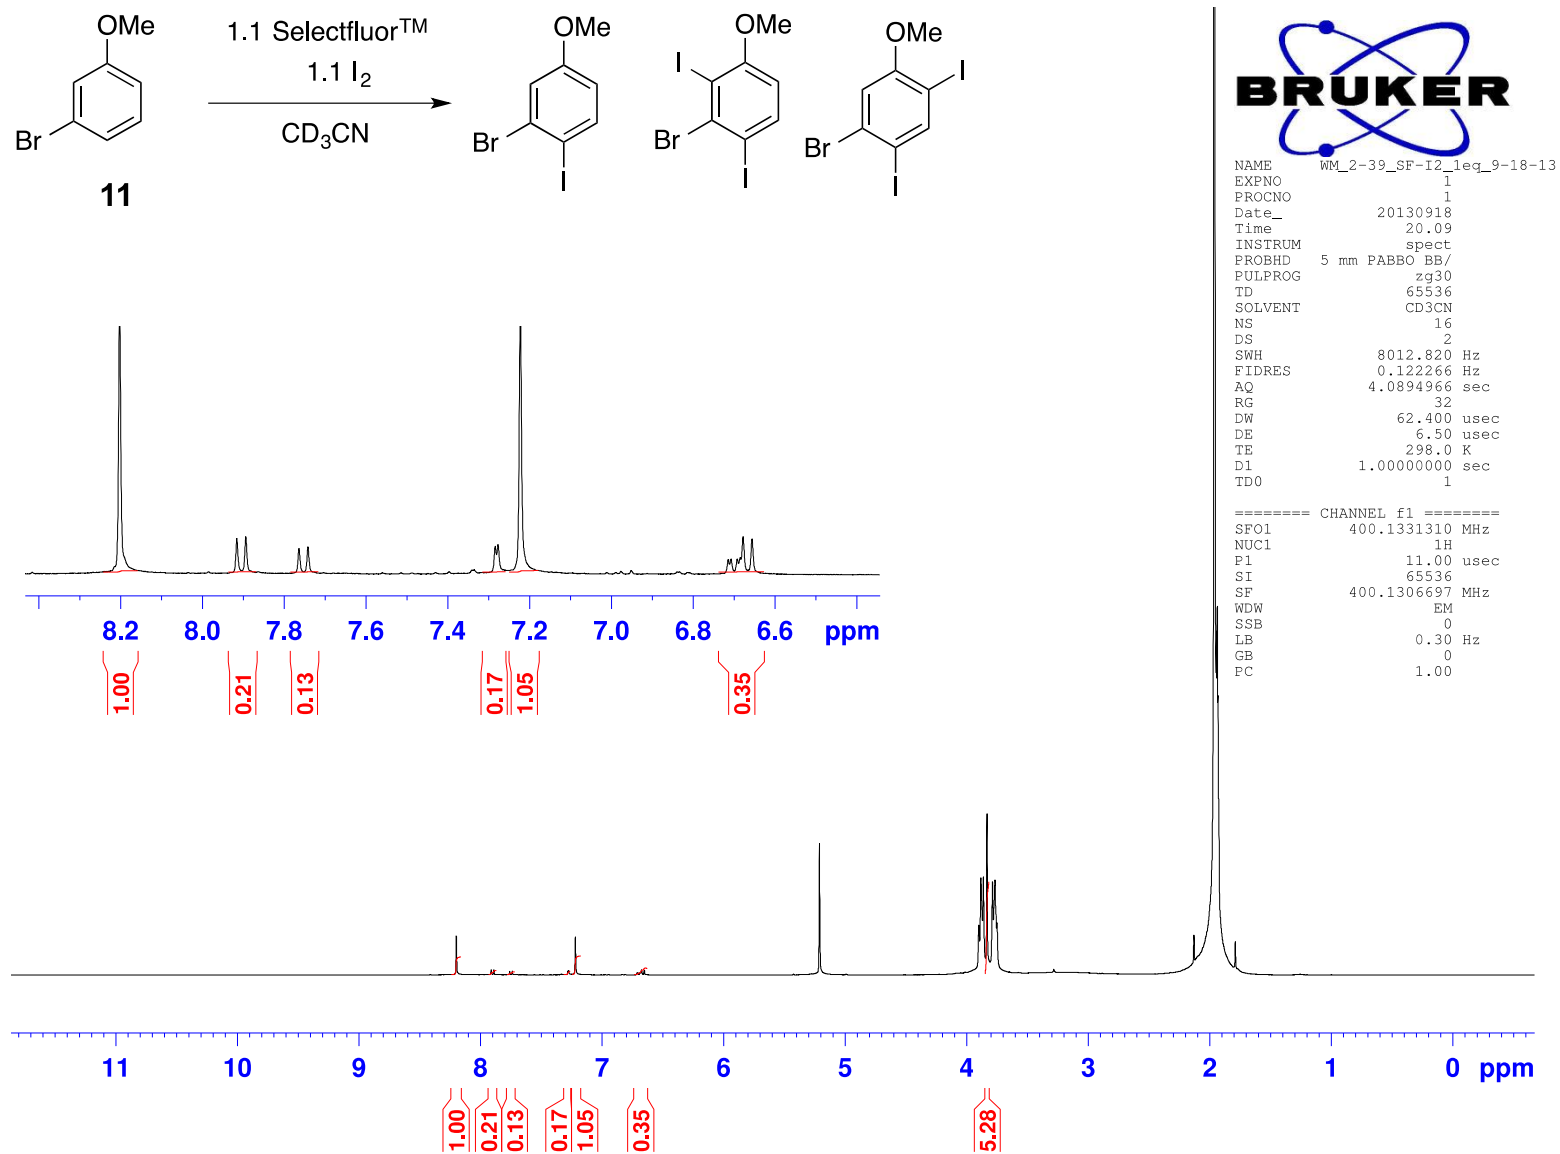 OMe
1.1 Selectfluor™
1.1 I2
CD3CN
Br
11
OMe
Br
I
OMe
I
Br
I
OMe
I
Br
I
BRUKER
NAME WM_2-39_SF-I2_1eq_9-18-13
EXPNO 1
PROCNO 1
Date_ 20130918
Time 20.09
INSTRUM spect
PROBHD 5 mm PABBO BB/
PULPROG zg30
TD 65536
SOLVENT CD3CN
NS 16
DS 2
SWH 8012.820 Hz
FIDRES 0.122266 Hz
AQ 4.0894966 sec
RG 32
DW 62.400 usec
DE 6.50 usec
TE 298.0 K
D1 1.00000000 sec
TD0 1
======== CHANNEL f1 ========
SFO1 400.1331310 MHz
NUC1 1H
P1 11.00 usec
SI 65536
SF 400.1306697 MHz
WDW EM
SSB 0
LB 0.30 Hz
GB 0
PC 1.00
8.2 8.0 7.8 7.6 7.4 7.2 7.0 6.8 6.6 ppm
1.00 0.21 0.13 0.17 1.05 0.35
11 10 9 8 7 6 5 4 3 2 1 0 ppm
1.00 0.21 0.13 0.17 1.05 0.35 5.28